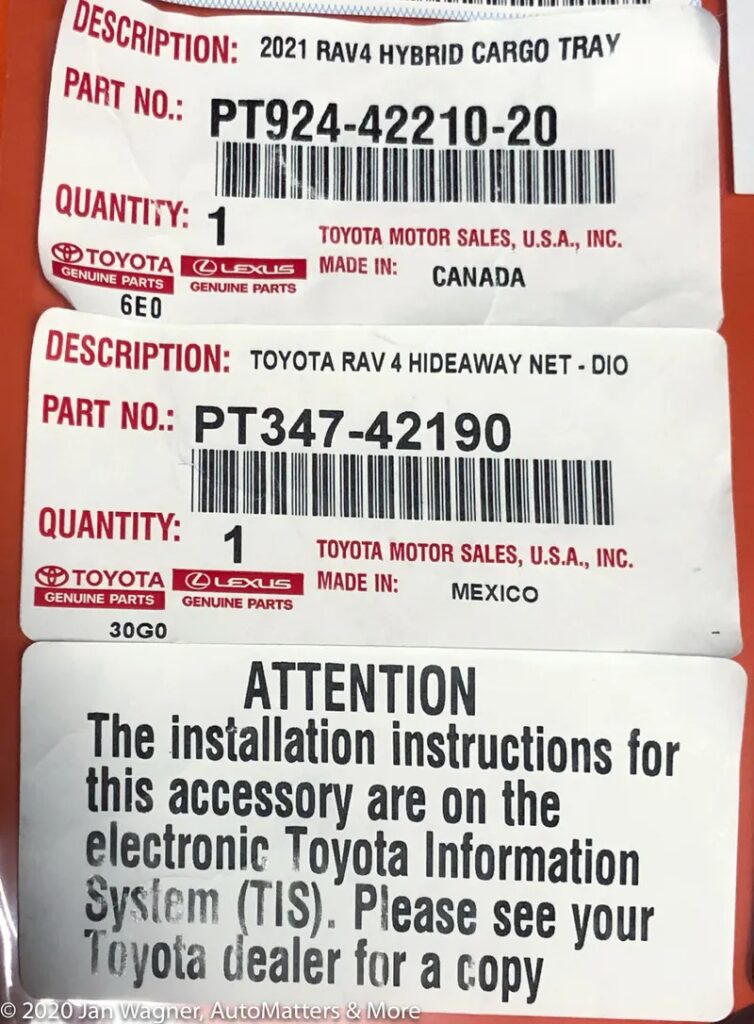 DESCRIPTION: 2021 RAV4 HYBRID CARGO TRAY
PART NO.: PT924-42210-20
QUANTITY: 1
TOYOTA MOTOR SALES, U.S.A., INC.
TOYOTA LEXUS MADE IN: CANADA
GENUINE PARTS GENUINE PARTS
6E0
DESCRIPTION: TOYOTA RAV 4 HIDEAWAY NET - DIO
PART NO.: PT347-42190
QUANTITY: 1
TOYOTA MOTOR SALES, U.S.A., INC.
TOYOTA LEXUS MADE IN: MEXICO
GENUINE PARTS GENUINE PARTS
30G0
ATTENTION
The installation instructions for
this accessory are on the
electronic Toyota Information
System (TIS). Please see your
Toyota dealer for a copy
© 2020 Jan Wagner, AutoMatters & More